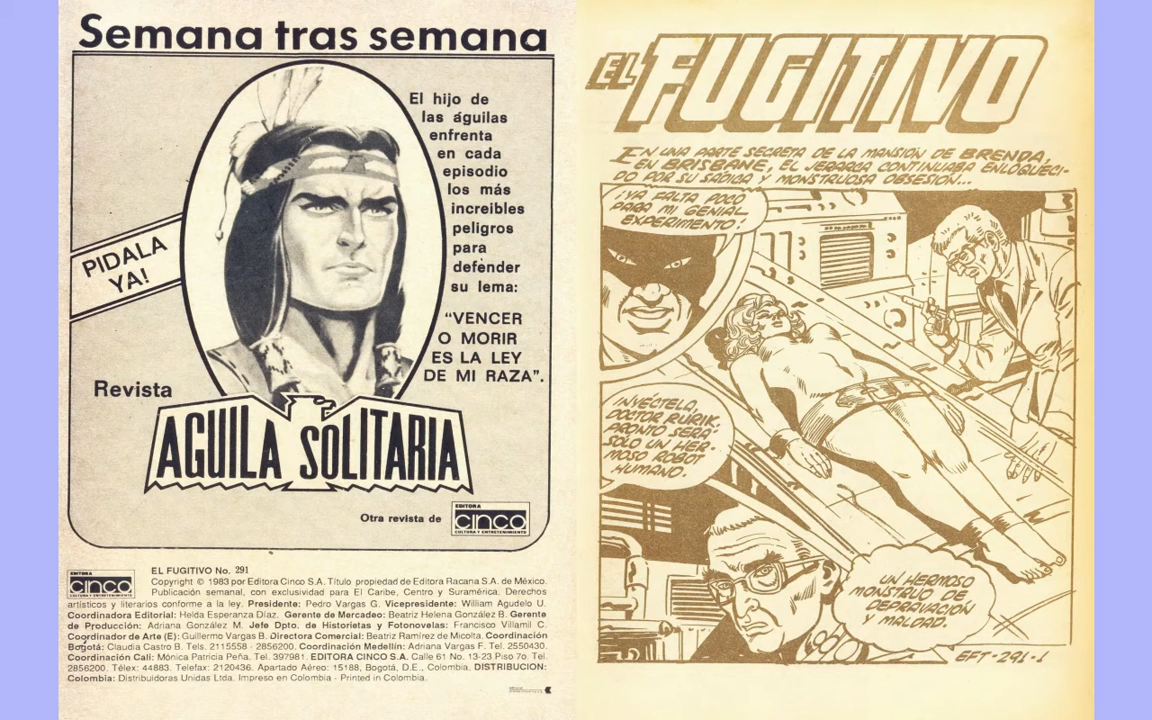 Semana tras semana
El hijo de
las águilas
enfrenta
en cada
episodio
los más
increibles
peligros
para
defender
su lema:
"VENCER
O MORIR
ES LA LEY
DE MI RAZA".
PIDALA
YA!
Revista
AGUILA SOLITARIA
Otra revista de
EDITORA
cinco
CULTURA Y ENTRETENIMIENTO
EDITORA
cinco
EL FUGITIVO No. 291
Copyright © 1983 por Editora Cinco S.A. Título propiedad de Editora Racana S.A. de México.
Publicación semanal, con exclusividad para El Caribe, Centro y Suramérica. Derechos
artísticos y literarios conforme a la ley. Presidente: Pedro Vargas G. Vicepresidente: William Agudelo U.
Coordinadora Editorial: Helda Esperanza Díaz. Gerente de Mercadeo: Beatriz Helena González B. Gerente
de Producción: Adriana González M. Jefe Dpto. de Historietas y Fotonovelas: Francisco Villamil C.
Coordinador de Arte (E): Guillermo Vargas B. Directora Comercial: Beatriz Ramírez de Micolta. Coordinación
Bogotá: Claudia Castro B. Tels. 2115558 - 2856200. Coordinación Medellín: Adriana Vargas F. Tel. 2550430.
Coordinación Cali: Mónica Patricia Peña. Tel. 397981. EDITORA CINCO S.A. Calle 61 No. 13-23 Piso 7o. Tel.
2856200. Télex: 44883. Telefax: 2120436. Apartado Aéreo: 15188, Bogotá, D.E., Colombia. DISTRIBUCION:
Colombia: Distribuidoras Unidas Ltda. Impreso en Colombia - Printed in Colombia.
EL FUGITIVO
EN UNA PARTE SECRETA DE LA MANSIÓN DE BRENDA,
EN BRISBANE, EL JERARCA CONTINUABA ENLOQUECI-
DO POR SU SÁDICA Y MONSTRUOSA OBSESIÓN...
¡YA FALTA POCO
PARA MI GENIAL
EXPERIMENTO!
INYÉCTELA,
DOCTOR RURIK.
PRONTO SERÁ
SÓLO UN HER-
MOSO ROBOT
HUMANO.
UN HERMOSO
MONSTRUO DE
DEPRAVACIÓN
Y MALDAD.
EFT-291-1